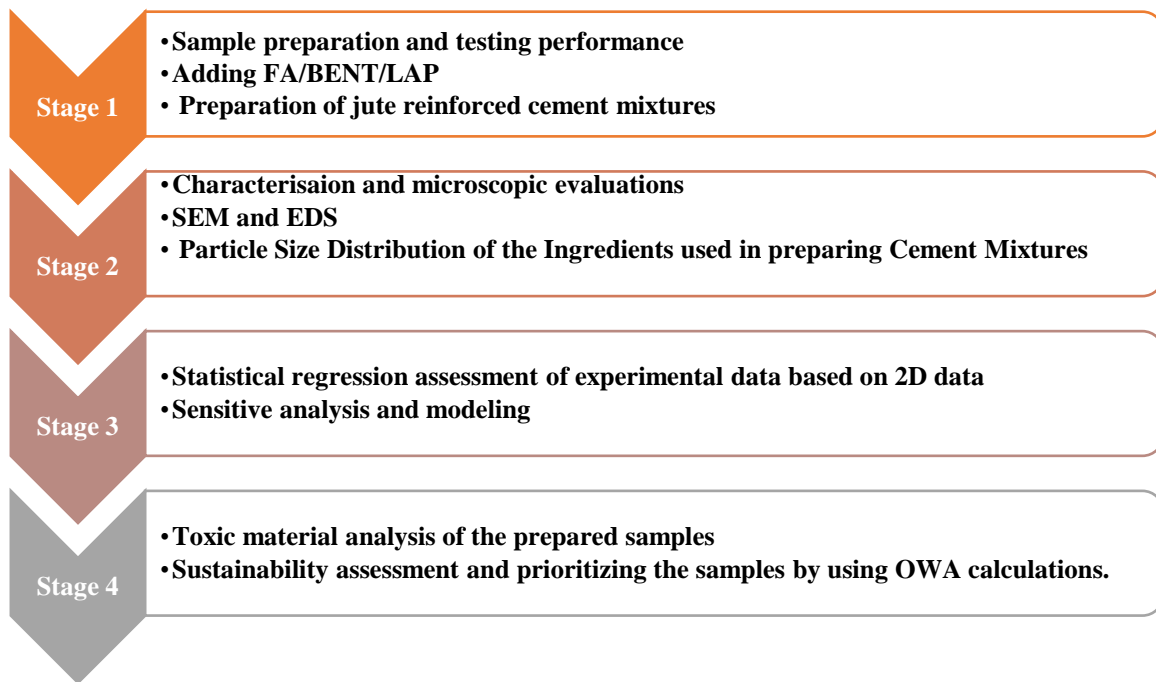 Stage 1
•Sample preparation and testing performance
•Adding FA/BENT/LAP
• Preparation of jute reinforced cement mixtures
Stage 2
•Characterisaion and microscopic evaluations
•SEM and EDS
• Particle Size Distribution of the Ingredients used in preparing Cement Mixtures
Stage 3
•Statistical regression assessment of experimental data based on 2D data
•Sensitive analysis and modeling
Stage 4
•Toxic material analysis of the prepared samples
•Sustainability assessment and prioritizing the samples by using OWA calculations.